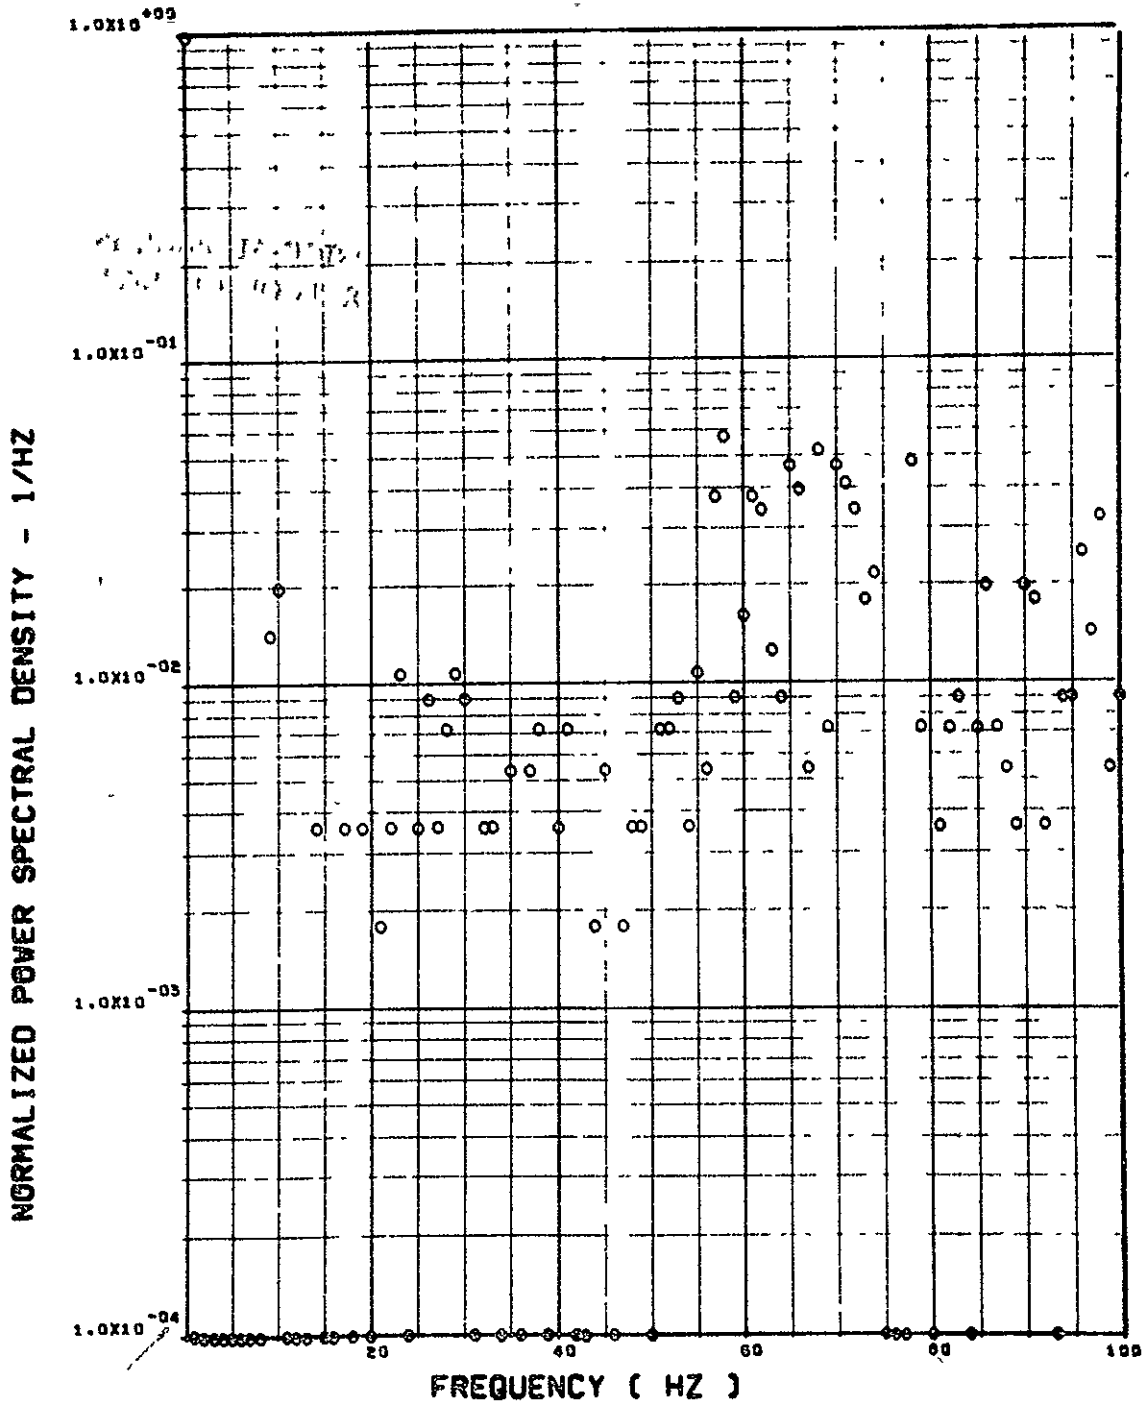 1.0X10⁺⁰⁰
1.0X10⁻⁰¹
1.0X10⁻⁰²
1.0X10⁻⁰³
1.0X10⁻⁰⁴
NORMALIZED POWER SPECTRAL DENSITY - 1/HZ
20 40 60 80 100
FREQUENCY ( HZ )